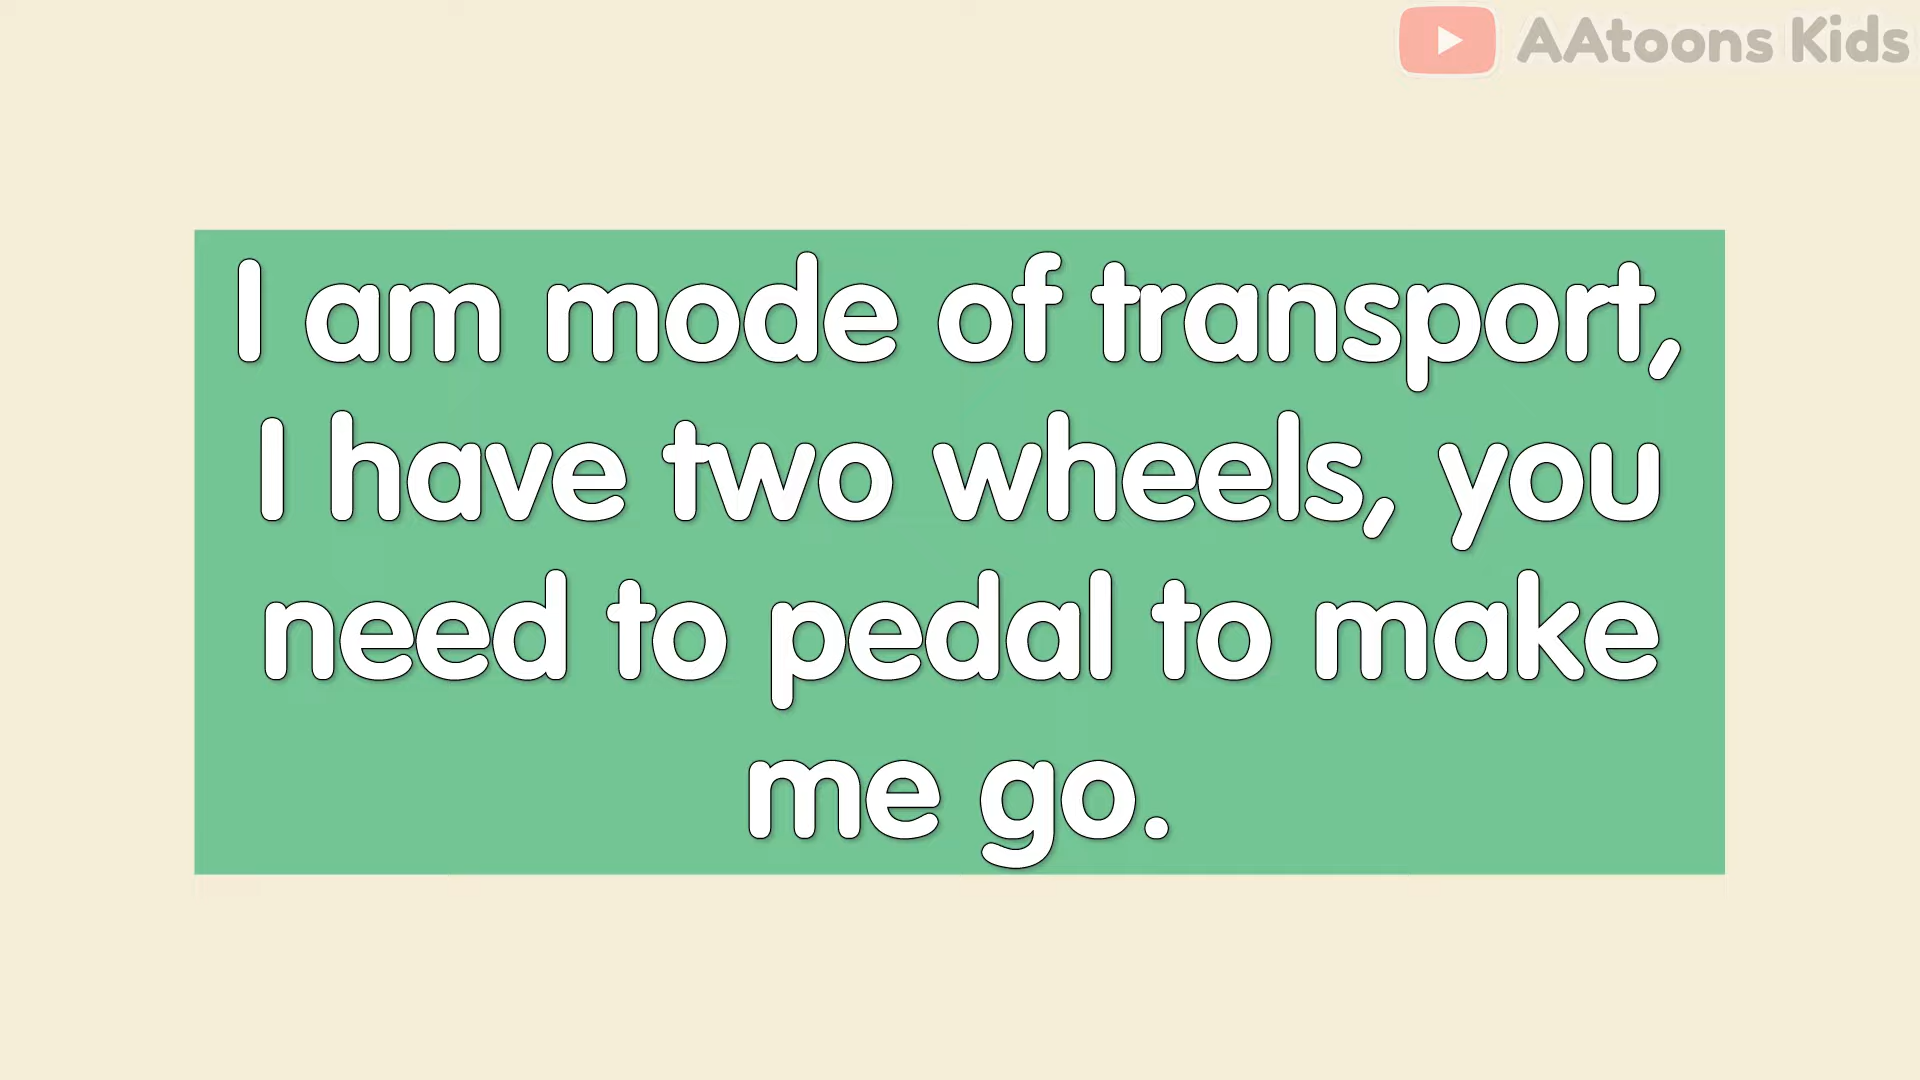 AAtoons Kids
I am mode of transport,
I have two wheels, you
need to pedal to make
me go.